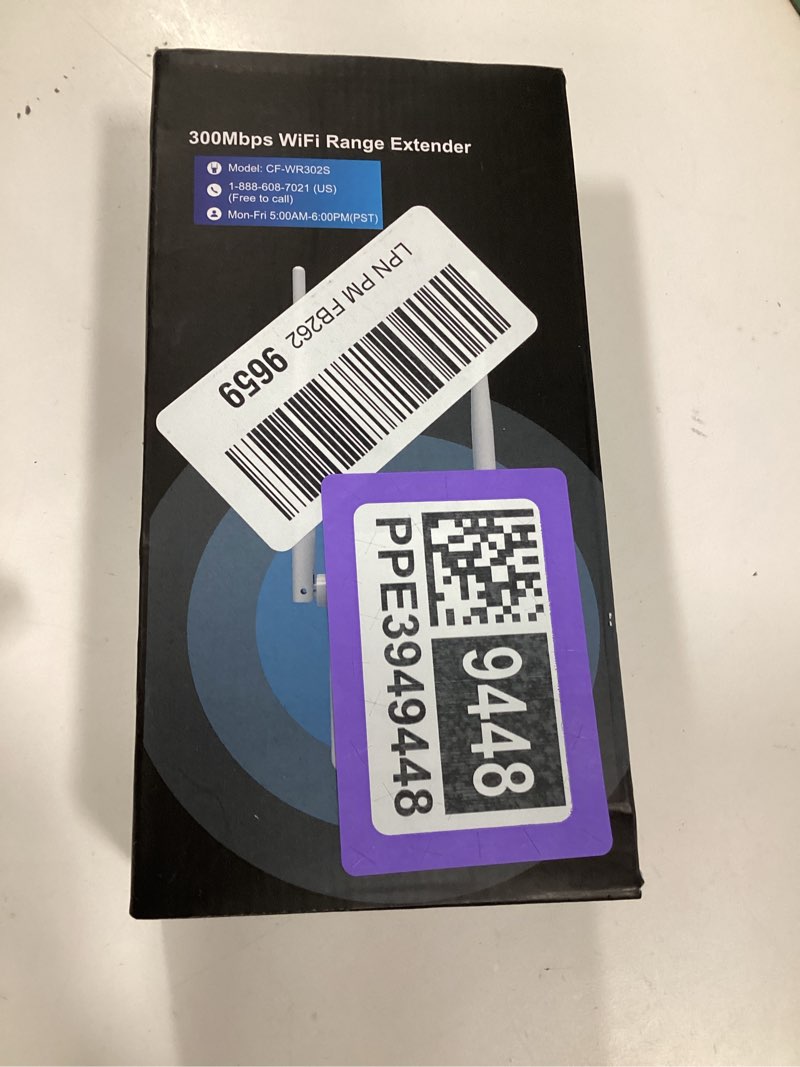 300Mbps WiFi Range Extender
Model: CF-WR302S
1-888-608-7021 (US)
(Free to call)
Mon-Fri 5:00AM-6:00PM(PST)
LPN PM FB262 9659
PPE3949448
9448